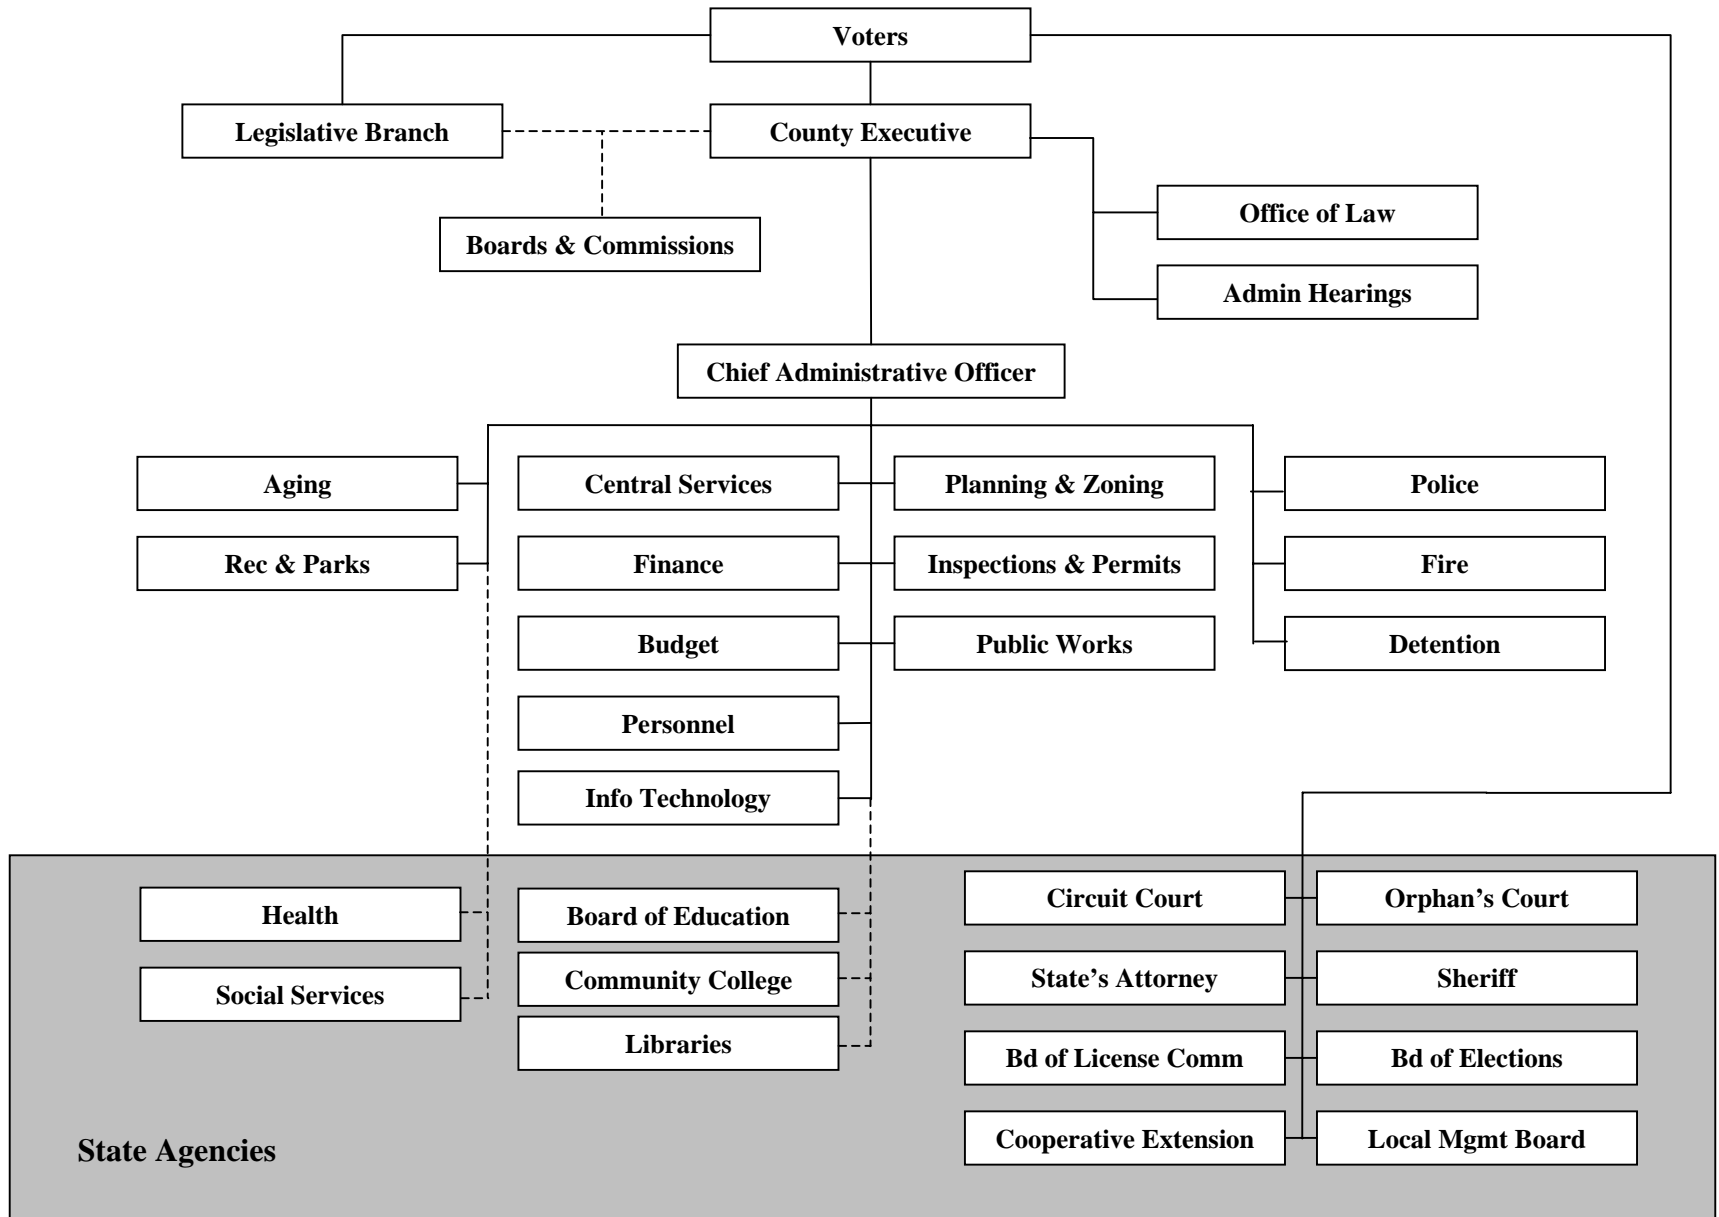 Voters
Legislative Branch
County Executive
Office of Law
Boards & Commissions
Admin Hearings
Chief Administrative Officer
Aging
Central Services
Planning & Zoning
Police
Rec & Parks
Finance
Inspections & Permits
Fire
Budget
Public Works
Detention
Personnel
Info Technology
Health
Board of Education
Circuit Court
Orphan's Court
Social Services
Community College
State's Attorney
Sheriff
Libraries
Bd of License Comm
Bd of Elections
State Agencies
Cooperative Extension
Local Mgmt Board